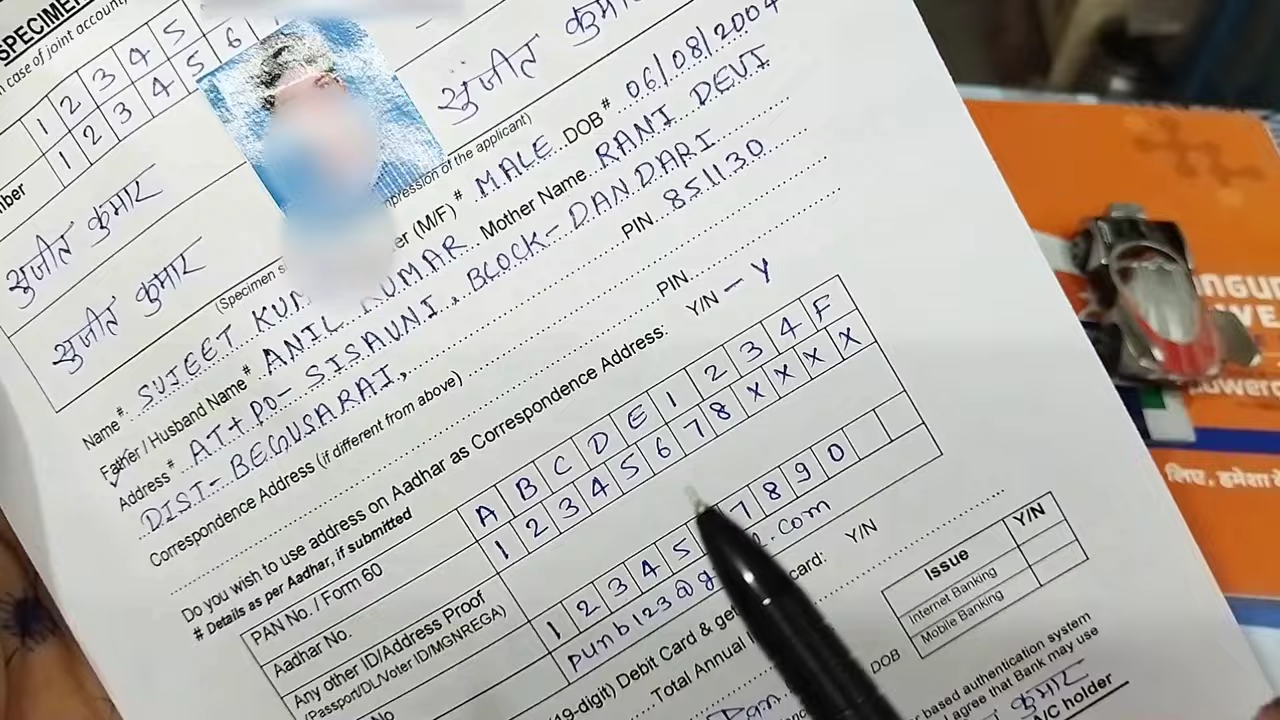 SPECIMEN
in case of joint account
1 2 3 4 5
1 2 3 4 5 6
सुजीत कुमार
सुजीत कुमार
सुजीत कुमार
(Specimen
impression of the applicant)
Name # SUJEET KUM
er (M/F) # MALE DOB # 06/08/2004
Father / Husband Name # ANIL KUMAR Mother Name RANI DEVI
Address # AT+PO- SISAUNI, BLOCK- DANDARI
DIST- BEGUSARAI, PIN 851130
Correspondence Address (if different from above)
PIN
Do you wish to use address on Aadhar as Correspondence Address: Y/N - Y
# Details as per Aadhar, if submitted
PAN No. / Form 60 A B C D E 1 2 3 4 F
Aadhar No. 1 2 3 4 5 6 7 8 X X X X
Any other ID/Address Proof
(Passport/DL/Voter ID/MGNREGA)
No 1 2 3 4 5 7 8 9 0
punb123@g .com
(19-digit) Debit Card & get card: Y/N
Total Annual
DOB
Issue Y/N
Internet Banking
Mobile Banking
based authentication system
I agree that Bank may use
कुमार
A/C holder
लिए, हमेशा